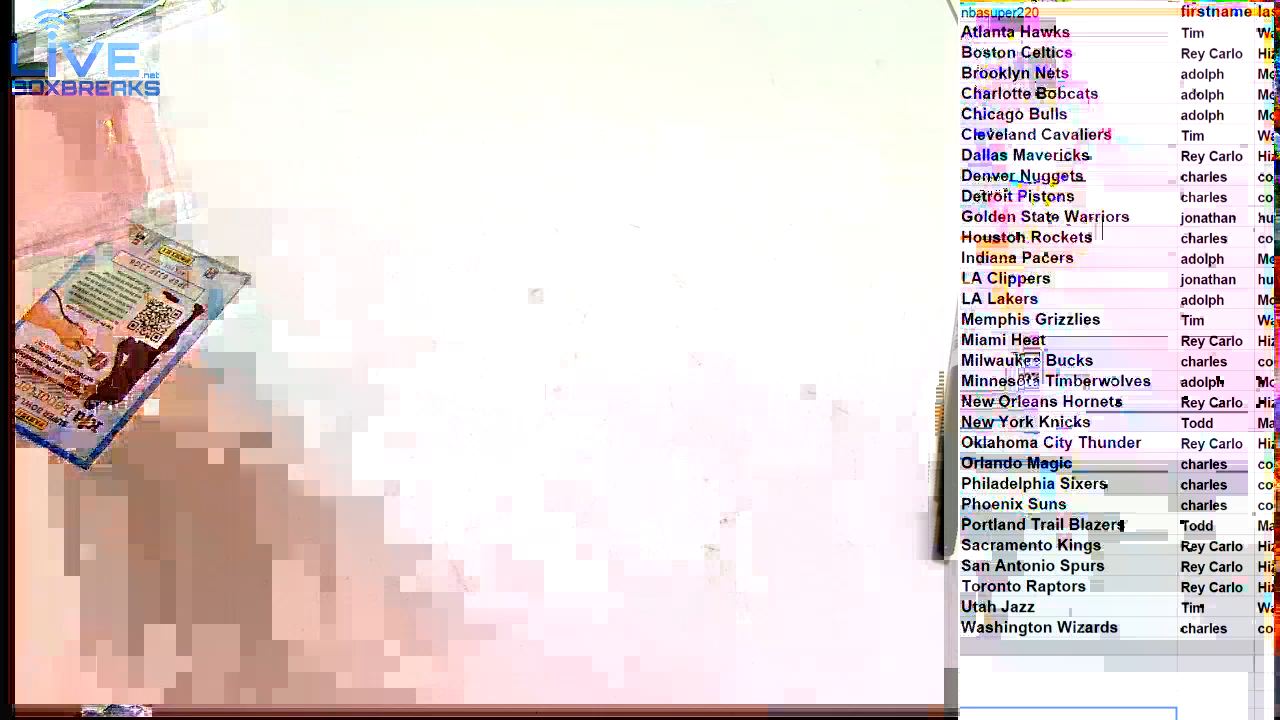 LiVE
.net
BOXBREAKS
nbasuper220 firstname
Atlanta Hawks Tim
Boston Celtics Rey Carlo
Brooklyn Nets adolph
Charlotte Bobcats adolph
Chicago Bulls adolph
Cleveland Cavaliers Tim
Dallas Mavericks Rey Carlo
Denver Nuggets charles
Detroit Pistons charles
Golden State Warriors jonathan
Houston Rockets charles
Indiana Pacers adolph
LA Clippers jonathan
LA Lakers adolph
Memphis Grizzlies Tim
Miami Heat Rey Carlo
Milwaukee Bucks charles
Minnesota Timberwolves adolph
New Orleans Hornets Rey Carlo
New York Knicks Todd
Oklahoma City Thunder Rey Carlo
Orlando Magic charles
Philadelphia Sixers charles
Phoenix Suns charles
Portland Trail Blazers Todd
Sacramento Kings Rey Carlo
San Antonio Spurs Rey Carlo
Toronto Raptors Rey Carlo
Utah Jazz Tim
Washington Wizards charles